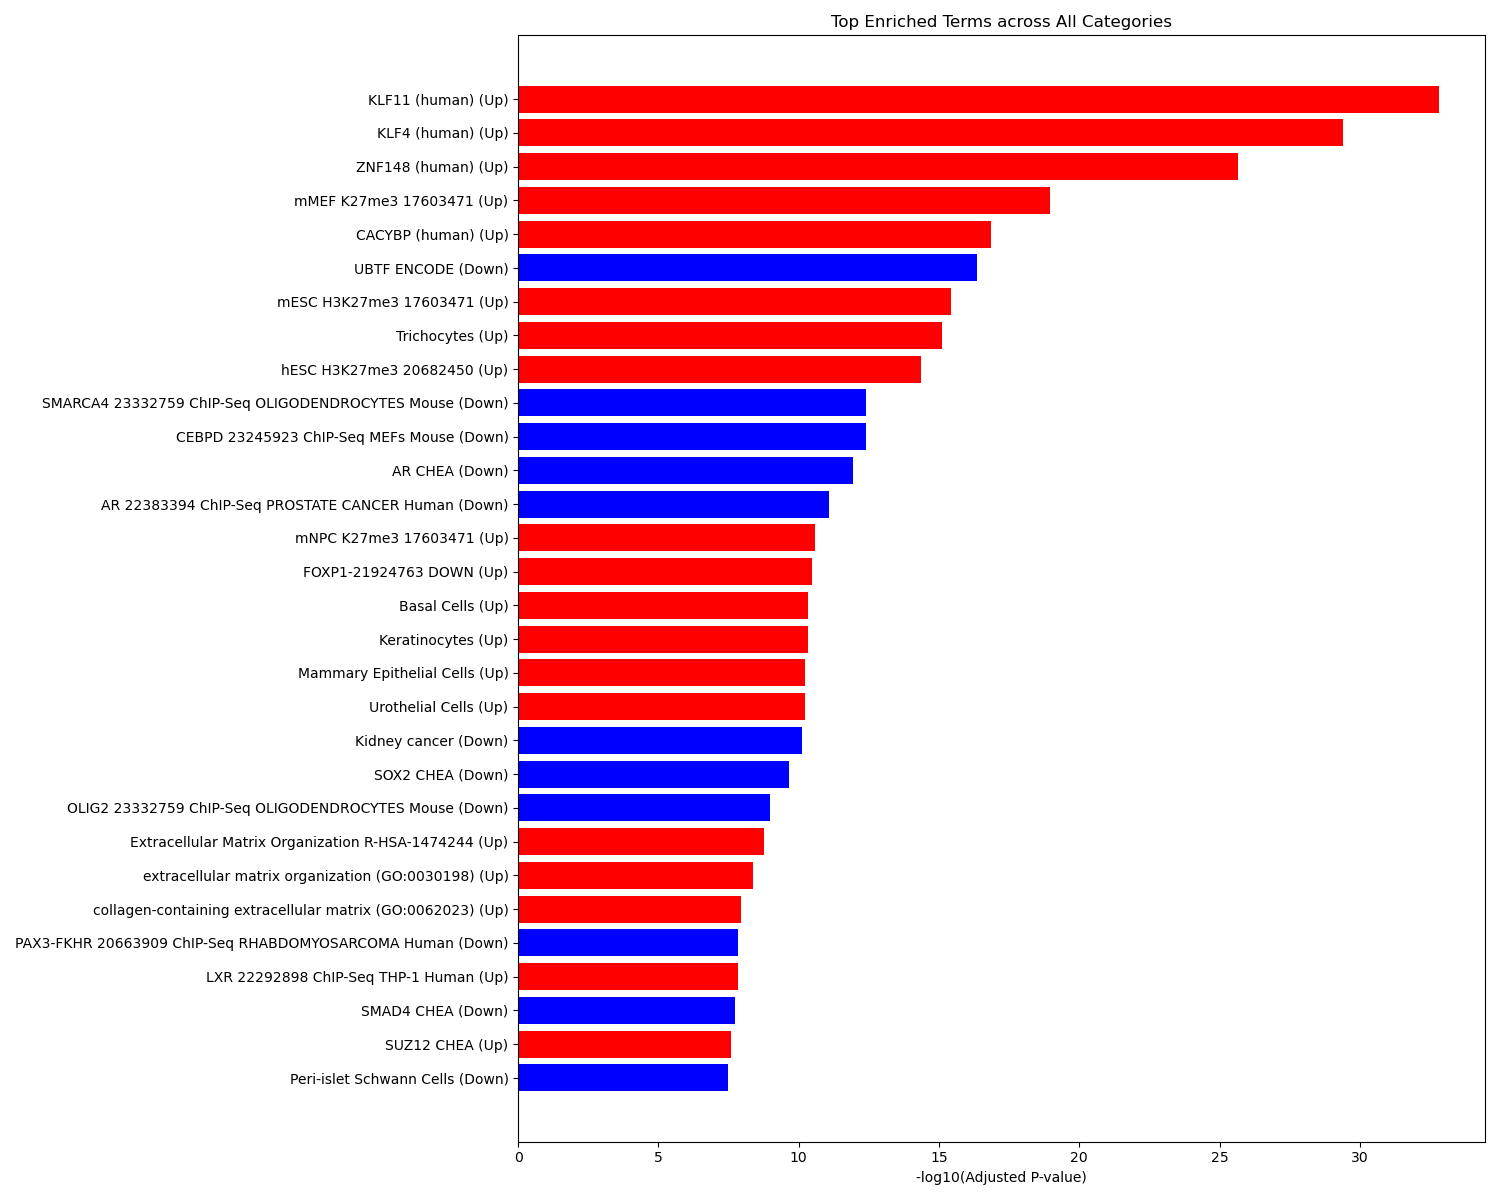 Top Enriched Terms across All Categories
KLF11 (human) (Up)
KLF4 (human) (Up)
ZNF148 (human) (Up)
mMEF K27me3 17603471 (Up)
CACYBP (human) (Up)
UBTF ENCODE (Down)
mESC H3K27me3 17603471 (Up)
Trichocytes (Up)
hESC H3K27me3 20682450 (Up)
SMARCA4 23332759 ChIP-Seq OLIGODENDROCYTES Mouse (Down)
CEBPD 23245923 ChIP-Seq MEFs Mouse (Down)
AR CHEA (Down)
AR 22383394 ChIP-Seq PROSTATE CANCER Human (Down)
mNPC K27me3 17603471 (Up)
FOXP1-21924763 DOWN (Up)
Basal Cells (Up)
Keratinocytes (Up)
Mammary Epithelial Cells (Up)
Urothelial Cells (Up)
Kidney cancer (Down)
SOX2 CHEA (Down)
OLIG2 23332759 ChIP-Seq OLIGODENDROCYTES Mouse (Down)
Extracellular Matrix Organization R-HSA-1474244 (Up)
extracellular matrix organization (GO:0030198) (Up)
collagen-containing extracellular matrix (GO:0062023) (Up)
PAX3-FKHR 20663909 ChIP-Seq RHABDOMYOSARCOMA Human (Down)
LXR 22292898 ChIP-Seq THP-1 Human (Up)
SMAD4 CHEA (Down)
SUZ12 CHEA (Up)
Peri-islet Schwann Cells (Down)
0 5 10 15 20 25 30
-log10(Adjusted P-value)